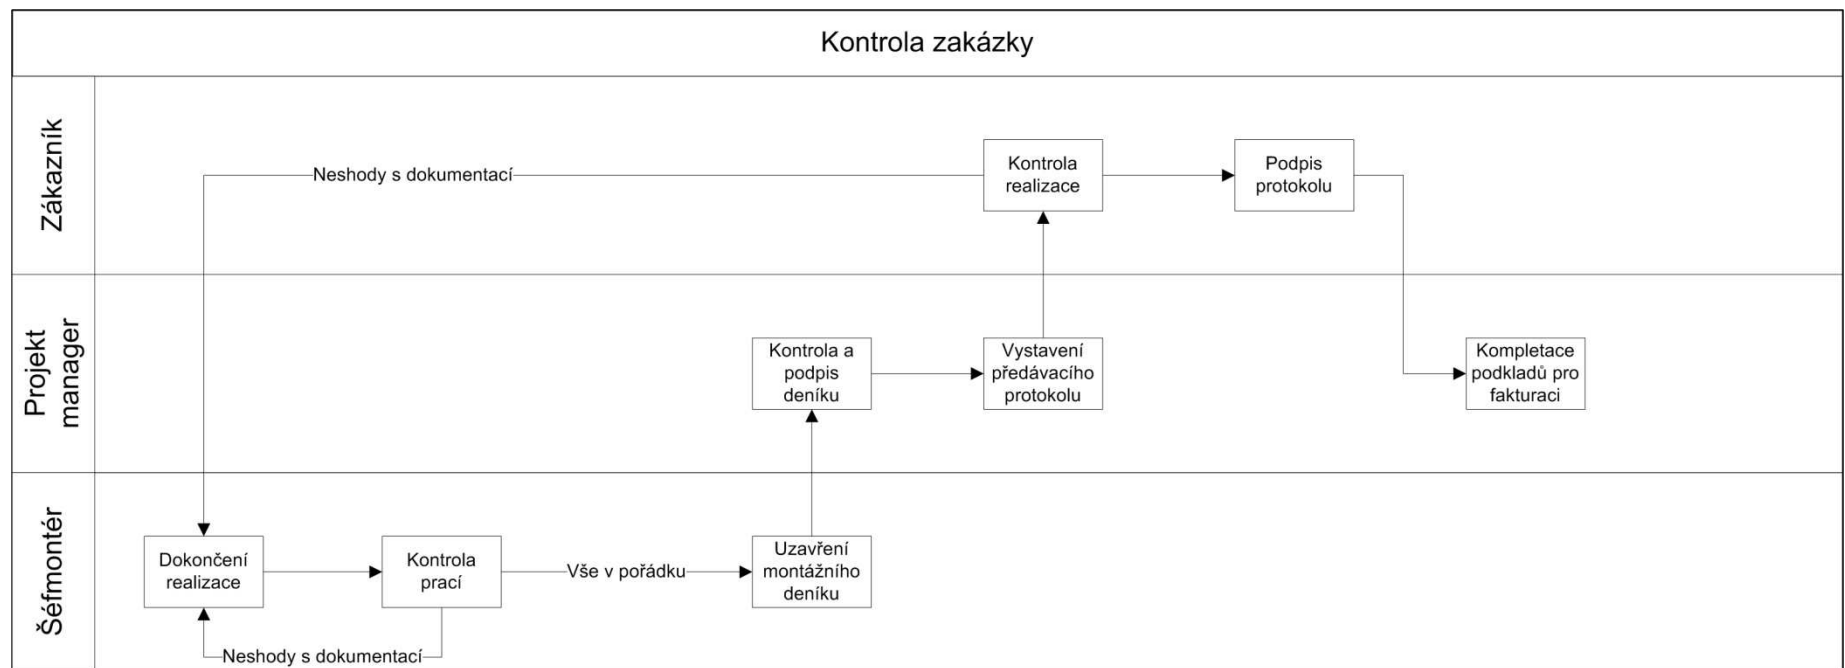 Kontrola zakázky
Zákazník
Kontrola
realizace
Podpis
protokolu
Neshody s dokumentací
Projekt
manager
Kontrola a
podpis
deníku
Vystavení
předávacího
protokolu
Kompletace
podkladů pro
fakturaci
Šéfmontér
Dokončení
realizace
Kontrola
prací
Vše v pořádku
Uzavření
montážního
deníku
Neshody s dokumentací